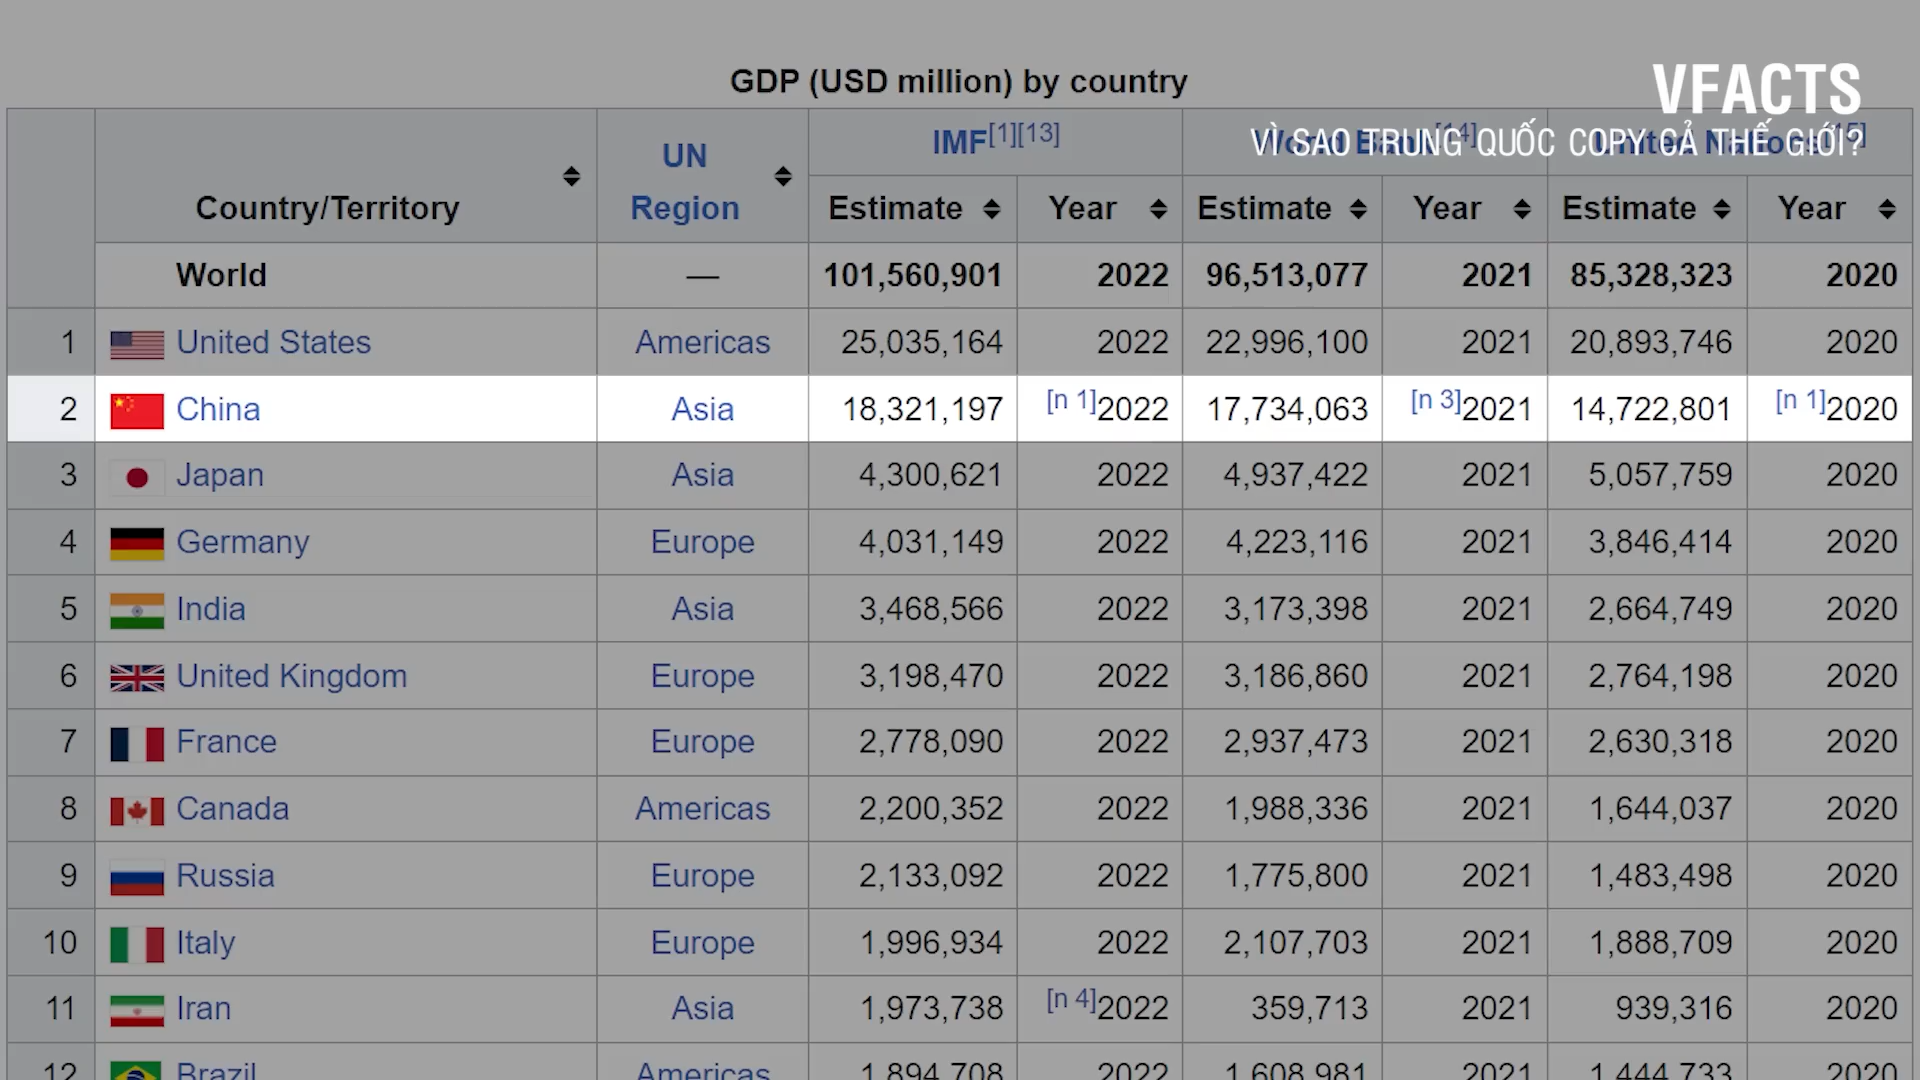 VFACTS
VÌ SAO TRUNG QUỐC COPY CẢ THẾ GIỚI?
GDP (USD million) by country
Country/Territory UN Region IMF[1][13] World Bank[14] United Nations[15]
Estimate Year Estimate Year Estimate Year
World — 101,560,901 2022 96,513,077 2021 85,328,323 2020
1 United States Americas 25,035,164 2022 22,996,100 2021 20,893,746 2020
2 China Asia 18,321,197 [n 1]2022 17,734,063 [n 3]2021 14,722,801 [n 1]2020
3 Japan Asia 4,300,621 2022 4,937,422 2021 5,057,759 2020
4 Germany Europe 4,031,149 2022 4,223,116 2021 3,846,414 2020
5 India Asia 3,468,566 2022 3,173,398 2021 2,664,749 2020
6 United Kingdom Europe 3,198,470 2022 3,186,860 2021 2,764,198 2020
7 France Europe 2,778,090 2022 2,937,473 2021 2,630,318 2020
8 Canada Americas 2,200,352 2022 1,988,336 2021 1,644,037 2020
9 Russia Europe 2,133,092 2022 1,775,800 2021 1,483,498 2020
10 Italy Europe 1,996,934 2022 2,107,703 2021 1,888,709 2020
11 Iran Asia 1,973,738 [n 4]2022 359,713 2021 939,316 2020
12 Brazil Americas 1,894,708 2022 1,608,981 2021 1,444,733 2020